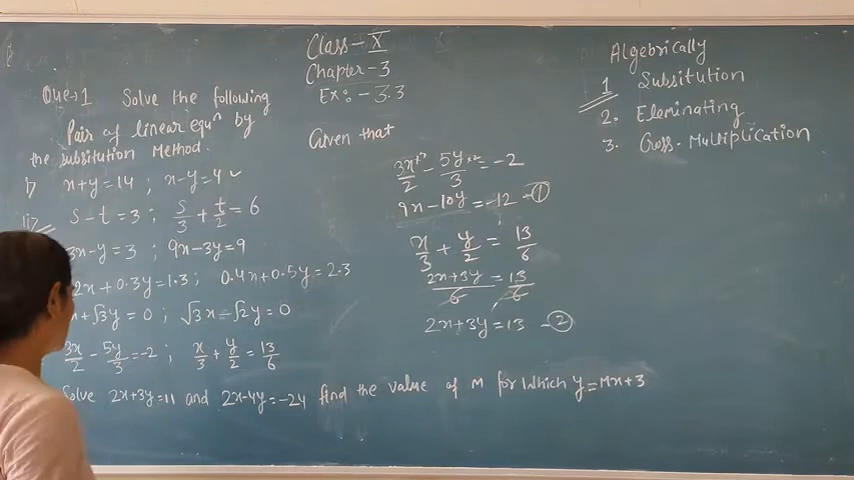 Class - X
Chapter - 3
Ex:- 3.3
Que→1 Solve the following
Pair of linear equⁿ by
the subsitution Method.
i> x+y=14 ; x-y=4 ✓
ii> s-t=3 ; s/3 + t/2 = 6
3x-y=3 ; 9x-3y=9
2x+0.3y=1.3 ; 0.4x+0.5y=2.3
x+√3y=0 ; √3x-√2y=0
3x/2 - 5y/3 = -2 ; x/3 + y/2 = 13/6
Solve 2x+3y=11 and 2x-4y=-24 find the value of M for which y=Mx+3
Given that
3x/2 - 5y/3 = -2
9x-10y=-12 -①
x/3 + y/2 = 13/6
2x+3y/6 = 13/6
2x+3y=13 -②
Algebrically
1 Subsitution
2. Eleminating
3. Cross-Multiplication